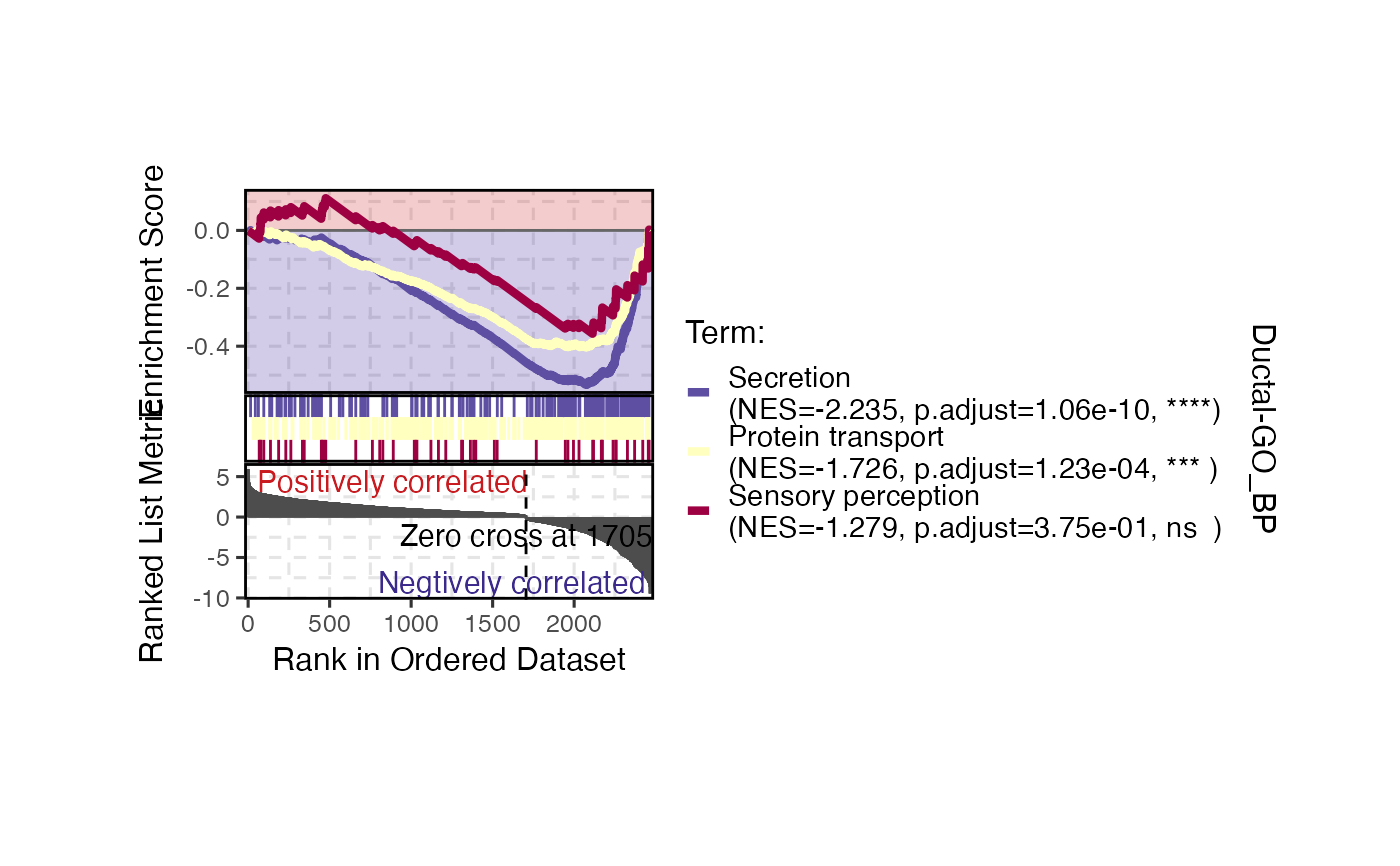 Enrichment Score
0.0
-0.2
-0.4
Ranked List Metric
5
0
-5
-10
Positively correlated
Zero cross at 1705
Negtively correlated
0 500 1000 1500 2000
Rank in Ordered Dataset
Term:
Secretion
(NES=-2.235, p.adjust=1.06e-10, ****)
Protein transport
(NES=-1.726, p.adjust=1.23e-04, *** )
Sensory perception
(NES=-1.279, p.adjust=3.75e-01, ns  )
Ductal-GO_BP